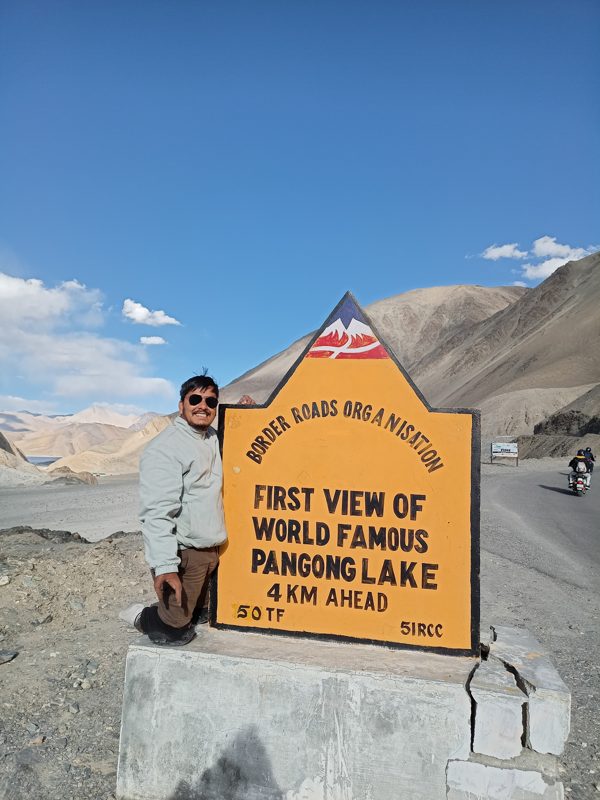 BORDER ROADS ORGANISATION
FIRST VIEW OF
WORLD FAMOUS
PANGONG LAKE
4 KM AHEAD
50 TF
51RCC